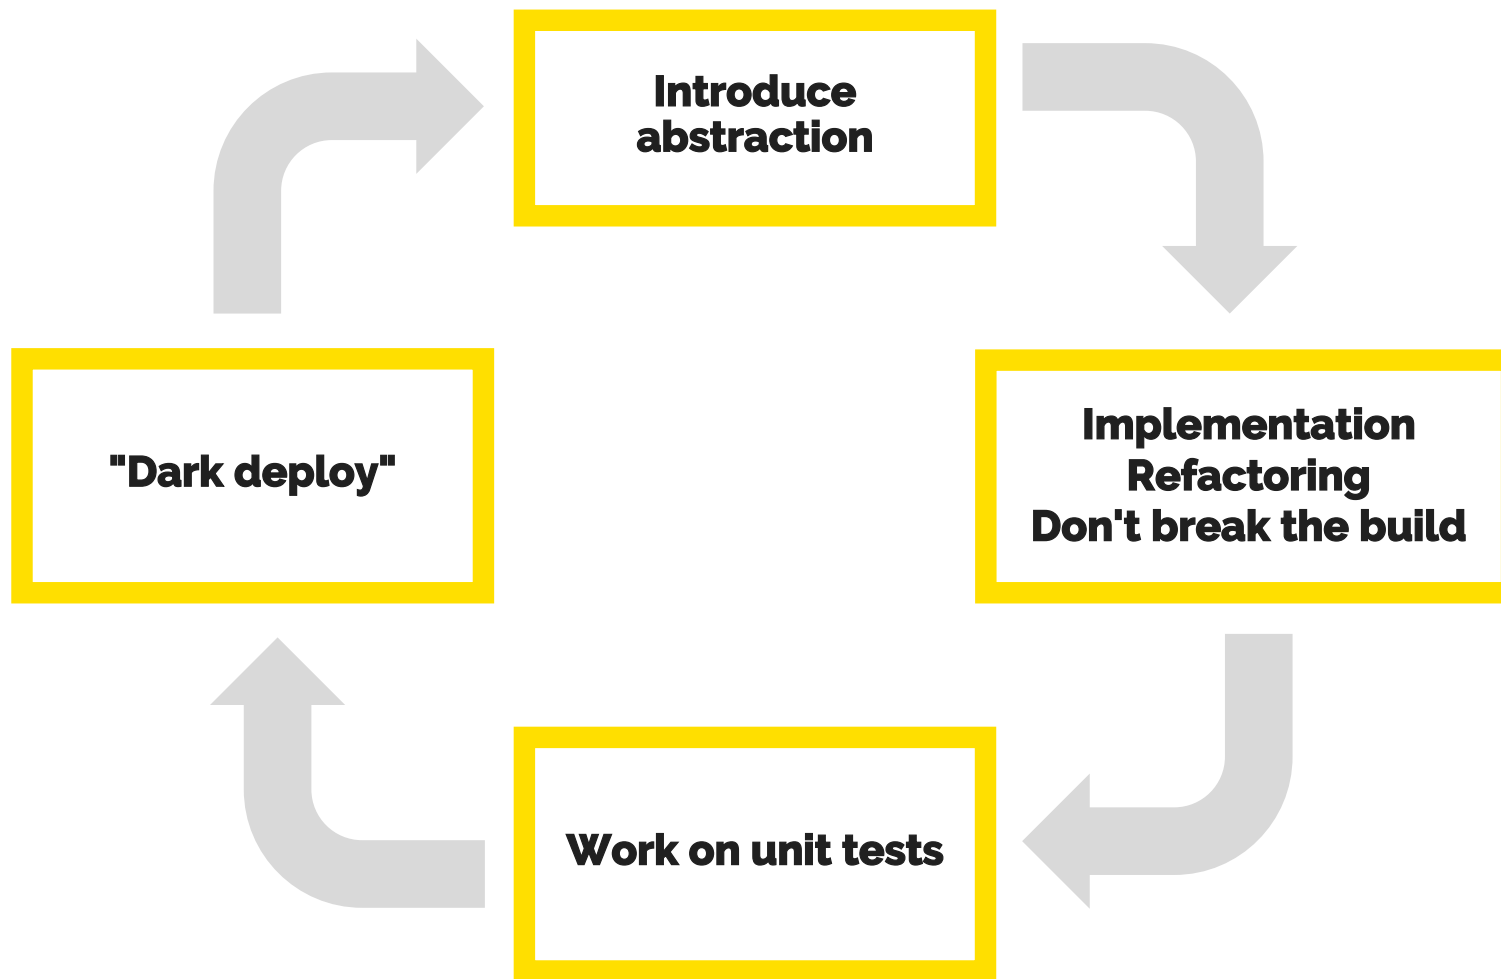 Introduce
abstraction
"Dark deploy"
Implementation
Refactoring
Don't break the build
Work on unit tests